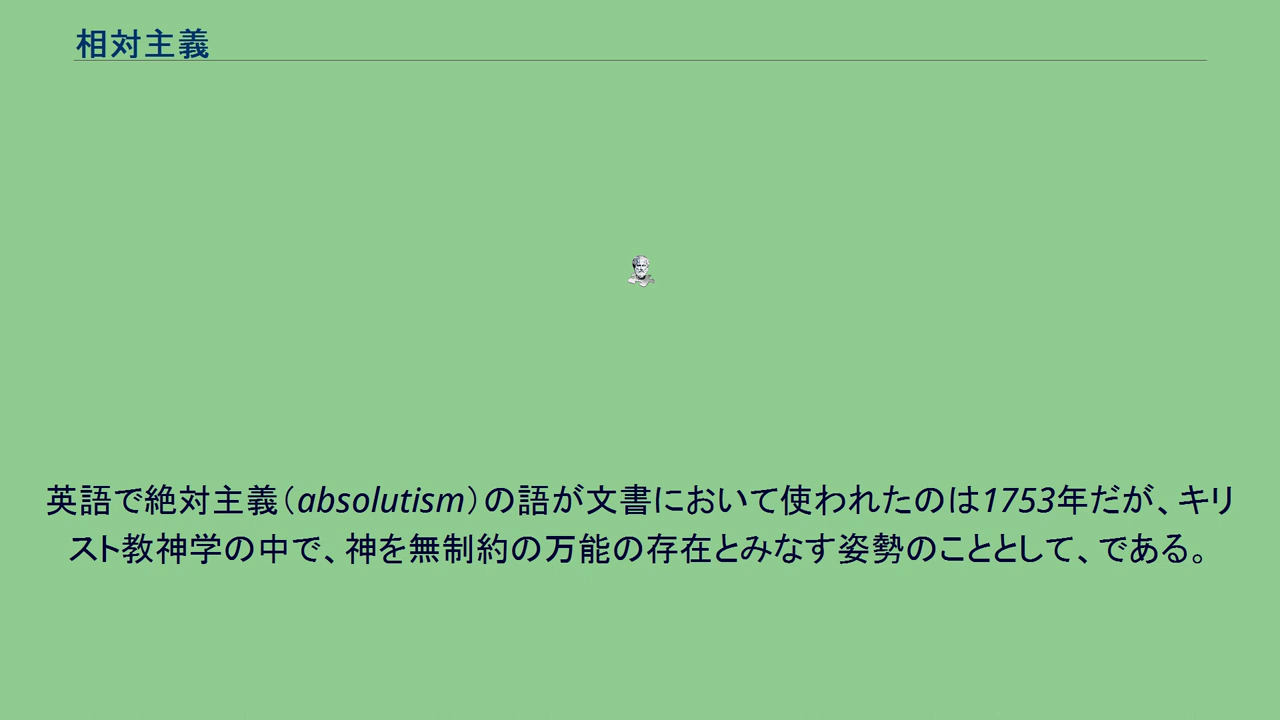 相対主義
英語で絶対主義（absolutism）の語が文書において使われたのは1753年だが、キリ
スト教神学の中で、神を無制約の万能の存在とみなす姿勢のこととして、である。